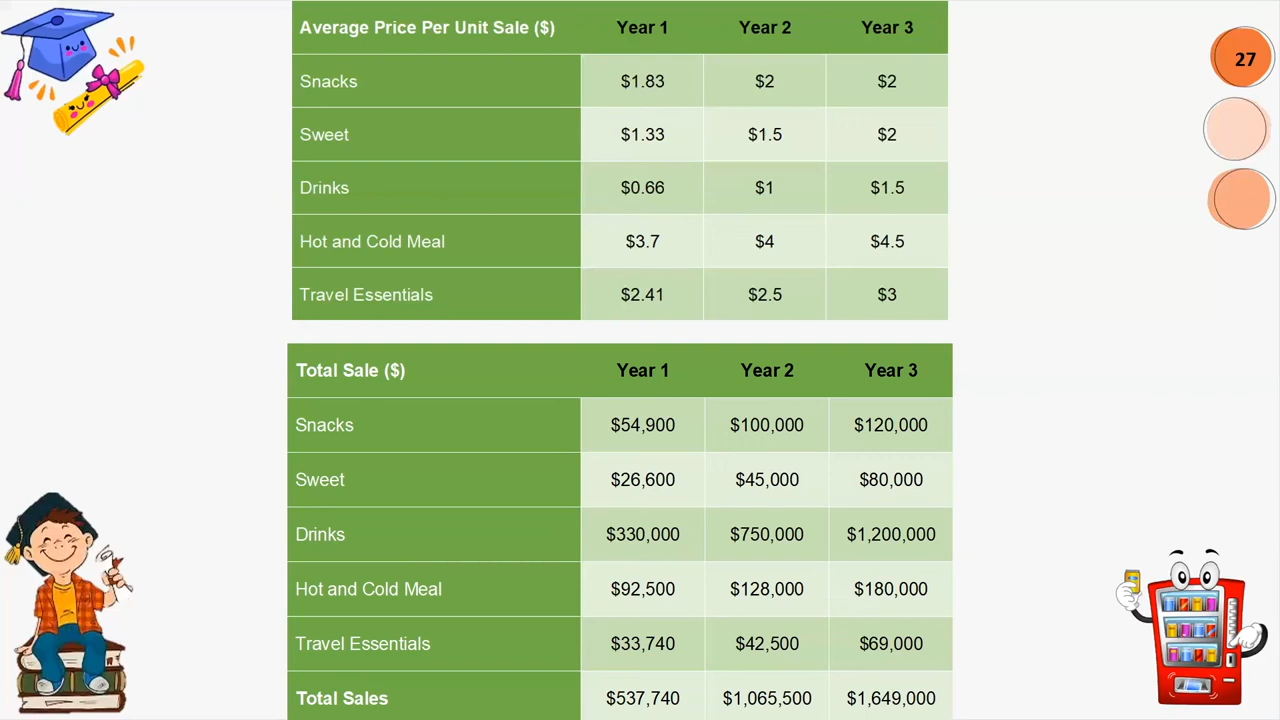 Average Price Per Unit Sale ($) Year 1 Year 2 Year 3
Snacks $1.83 $2 $2
Sweet $1.33 $1.5 $2
Drinks $0.66 $1 $1.5
Hot and Cold Meal $3.7 $4 $4.5
Travel Essentials $2.41 $2.5 $3
Total Sale ($) Year 1 Year 2 Year 3
Snacks $54,900 $100,000 $120,000
Sweet $26,600 $45,000 $80,000
Drinks $330,000 $750,000 $1,200,000
Hot and Cold Meal $92,500 $128,000 $180,000
Travel Essentials $33,740 $42,500 $69,000
Total Sales $537,740 $1,065,500 $1,649,000
27